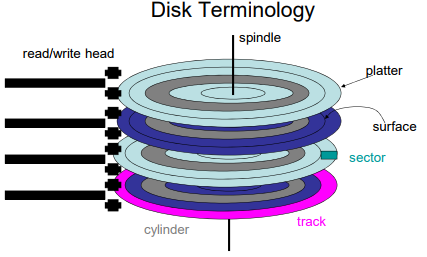 Disk Terminology
spindle
read/write head
platter
surface
sector
track
cylinder